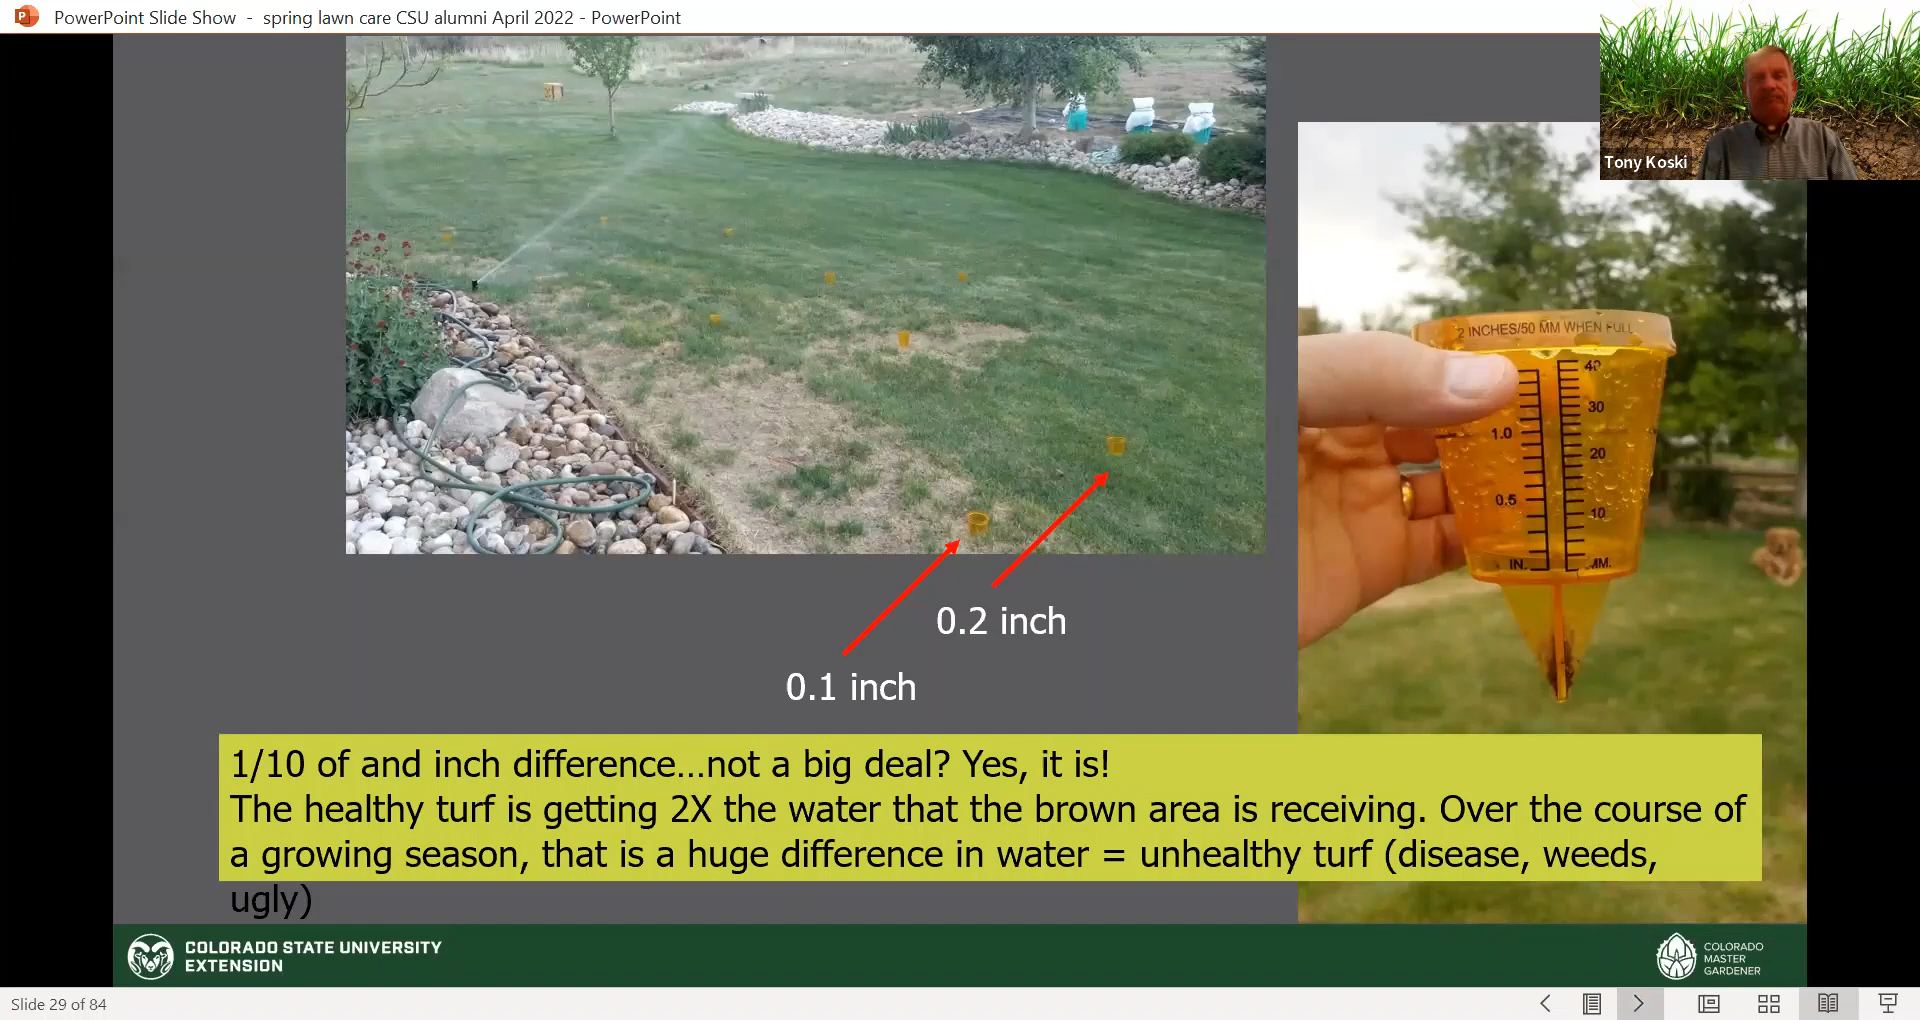 PowerPoint Slide Show - spring lawn care CSU alumni April 2022 - PowerPoint
Tony Koski
2 INCHES/50 MM WHEN FULL
40
30
1.0
20
0.5
10
IN.
MM.
0.2 inch
0.1 inch
1/10 of and inch difference...not a big deal? Yes, it is!
The healthy turf is getting 2X the water that the brown area is receiving. Over the course of
a growing season, that is a huge difference in water = unhealthy turf (disease, weeds,
ugly)
COLORADO STATE UNIVERSITY
EXTENSION
COLORADO
MASTER
GARDENER
Slide 29 of 84